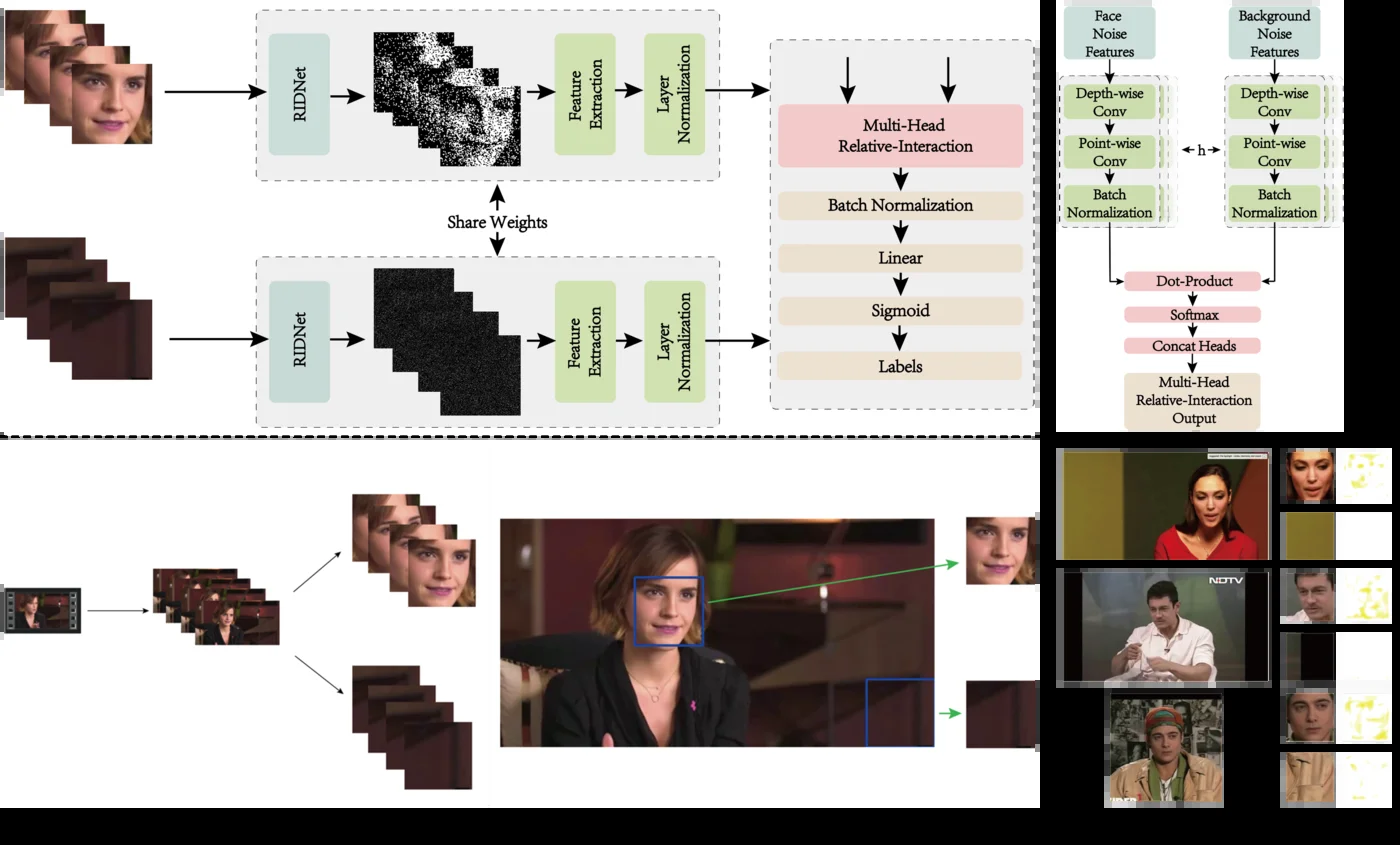 RIDNet
Feature
Extraction
Layer
Normalization
Share Weights
RIDNet
Feature
Extraction
Layer
Normalization
Multi-Head
Relative-Interaction
Batch Normalization
Linear
Sigmoid
Labels
Face
Noise
Features
Depth-wise
Conv
Point-wise
Conv
Batch
Normalization
h
Background
Noise
Features
Depth-wise
Conv
Point-wise
Conv
Batch
Normalization
Dot-Product
Softmax
Concat Heads
Multi-Head
Relative-Interaction
Output
NDTV